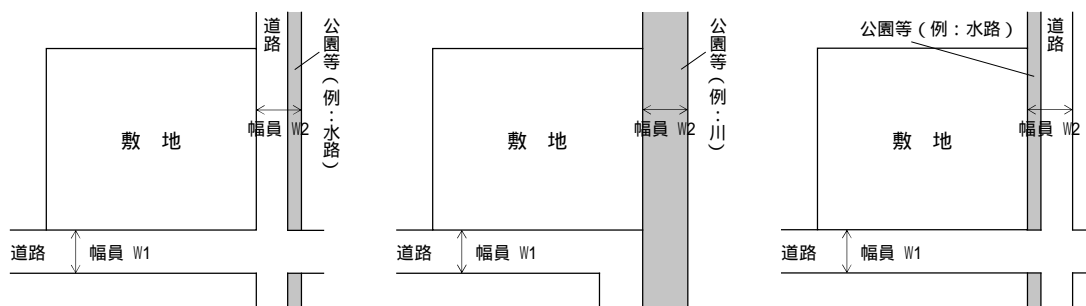 道路
公園等(例:水路)
幅員 W2
敷 地
道路
幅員 W1
公園等(例:川)
幅員 W2
敷 地
道路
幅員 W1
公園等(例:水路)
道路
幅員 W2
敷 地
道路
幅員 W1